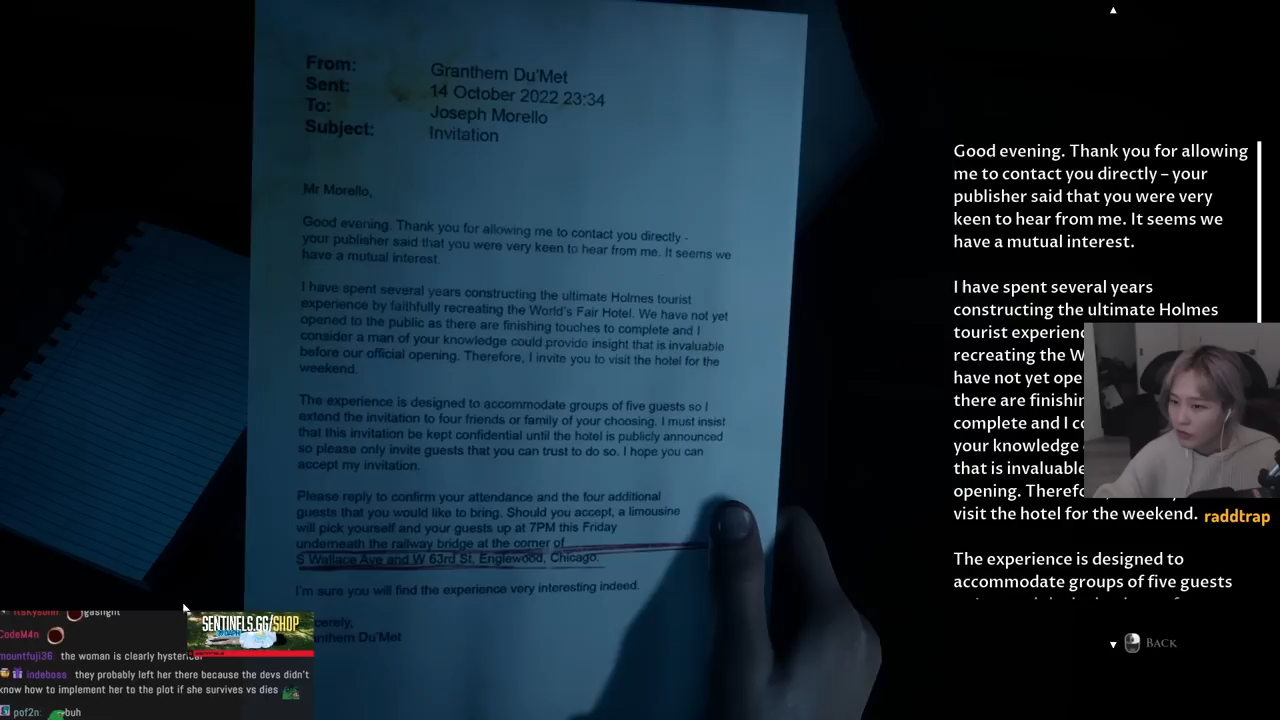 From: Granthem Du'Met
Sent: 14 October 2022 23:34
To: Joseph Morello
Subject: Invitation
Mr Morello,
Good evening. Thank you for allowing me to contact you directly -
your publisher said that you were very keen to hear from me. It seems we
have a mutual interest.
I have spent several years constructing the ultimate Holmes tourist
experience by faithfully recreating the World's Fair Hotel. We have not yet
opened to the public as there are finishing touches to complete and I
consider a man of your knowledge could provide insight that is invaluable
before our official opening. Therefore, I invite you to visit the hotel for the
weekend.
The experience is designed to accommodate groups of five guests so I
extend the invitation to four friends or family of your choosing. I must insist
that this invitation be kept confidential until the hotel is publicly announced
so please only invite guests that you can trust to do so. I hope you can
accept my invitation.
Please reply to confirm your attendance and the four additional
guests that you would like to bring. Should you accept, a limousine
will pick yourself and your guests up at 7PM this Friday
underneath the railway bridge at the corner of
S Wallace Ave and W 63rd St, Englewood, Chicago.
I'm sure you will find the experience very interesting indeed.
cerely,
nthem Du'Met
Good evening. Thank you for allowing
me to contact you directly – your
publisher said that you were very
keen to hear from me. It seems we
have a mutual interest.
I have spent several years
constructing the ultimate Holmes
tourist experienc
recreating the W
have not yet ope
there are finishin
complete and I co
your knowledge
that is invaluable
opening. Therefo
visit the hotel for the weekend.
raddtrap
The experience is designed to
accommodate groups of five guests
BACK
itskysohn gaslight
CodeM4n
mountfuji36 the woman is clearly hysterical
indeboss they probably left her there because the devs didn't
know how to implement her to the plot if she survives vs dies
pof2n: buh
SENTINELS.GG/SHOP